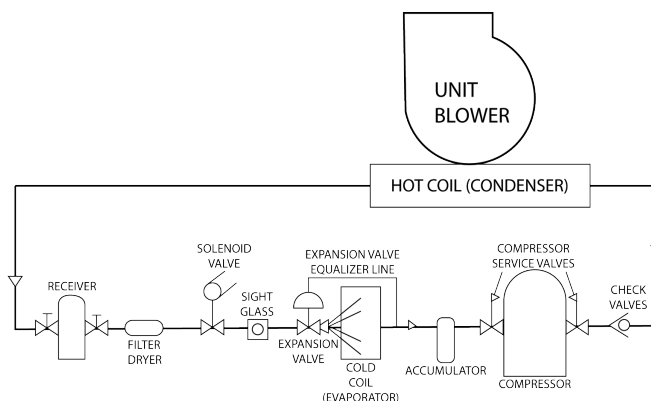 UNIT
BLOWER
HOT COIL (CONDENSER)
SOLENOID
VALVE
EXPANSION VALVE
EQUALIZER LINE
COMPRESSOR
SERVICE VALVES
RECEIVER
SIGHT
GLASS
CHECK
VALVES
FILTER
DRYER
EXPANSION
VALVE
COLD
COIL
(EVAPORATOR)
ACCUMULATOR
COMPRESSOR